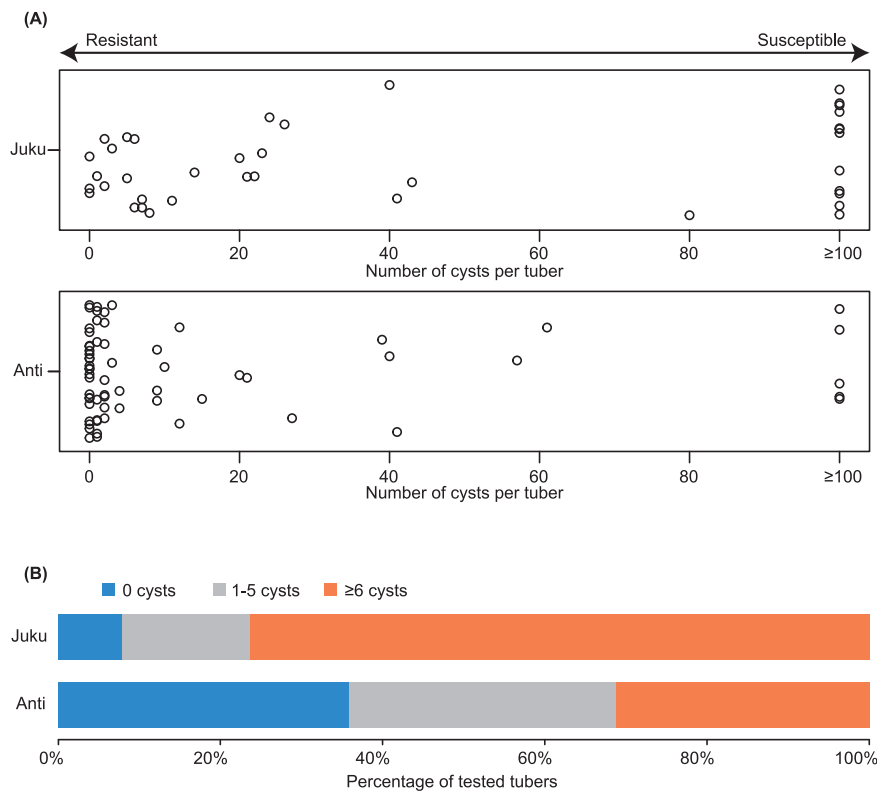 (A)
Resistant Susceptible
Juku
0 20 40 60 80 ≥100
Number of cysts per tuber
Anti
0 20 40 60 80 ≥100
Number of cysts per tuber
(B)
0 cysts 1-5 cysts ≥6 cysts
Juku
Anti
0% 20% 40% 60% 80% 100%
Percentage of tested tubers